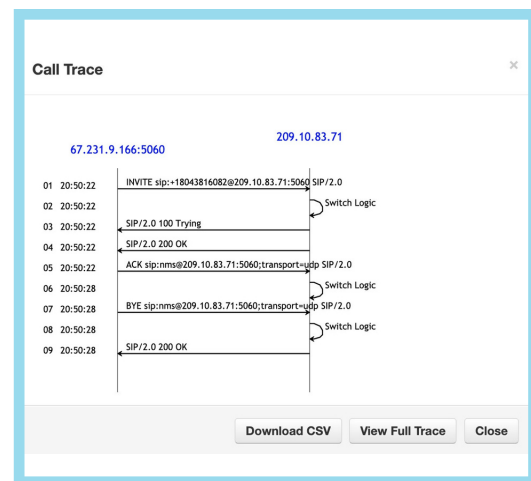 Call Trace
×
209.10.83.71
67.231.9.166:5060
01 20:50:22 INVITE sip:+18043816082@209.10.83.71:5060 SIP/2.0
02 20:50:22 Switch Logic
03 20:50:22 SIP/2.0 100 Trying
04 20:50:22 SIP/2.0 200 OK
05 20:50:22 ACK sip:nms@209.10.83.71:5060;transport=udp SIP/2.0
06 20:50:28 Switch Logic
07 20:50:28 BYE sip:nms@209.10.83.71:5060;transport=udp SIP/2.0
08 20:50:28 Switch Logic
09 20:50:28 SIP/2.0 200 OK
Download CSV View Full Trace Close